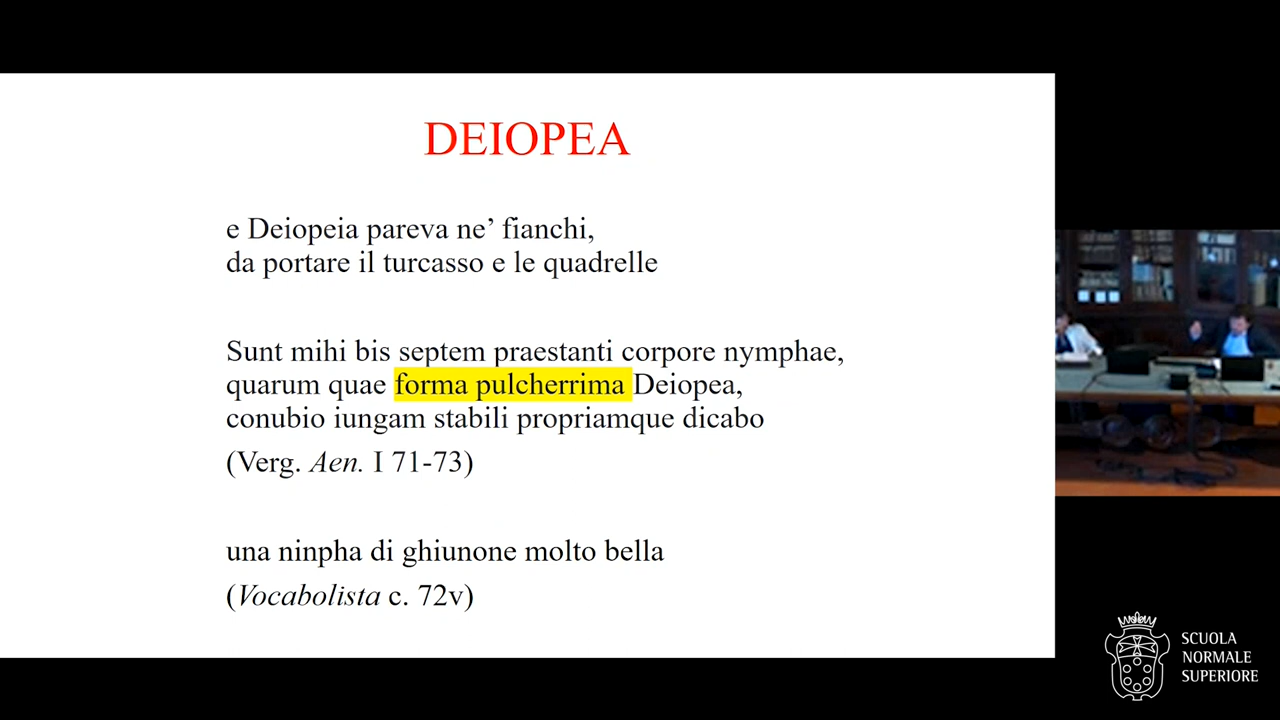 DEIOPEA
e Deiopeia pareva ne’ fianchi,
da portare il turcasso e le quadrelle
Sunt mihi bis septem praestanti corpore nymphae,
quarum quae forma pulcherrima Deiopea,
conubio iungam stabili propriamque dicabo
(Verg. Aen. I 71-73)
una ninpha di ghiunone molto bella
(Vocabolista c. 72v)
SCUOLA
NORMALE
SUPERIORE